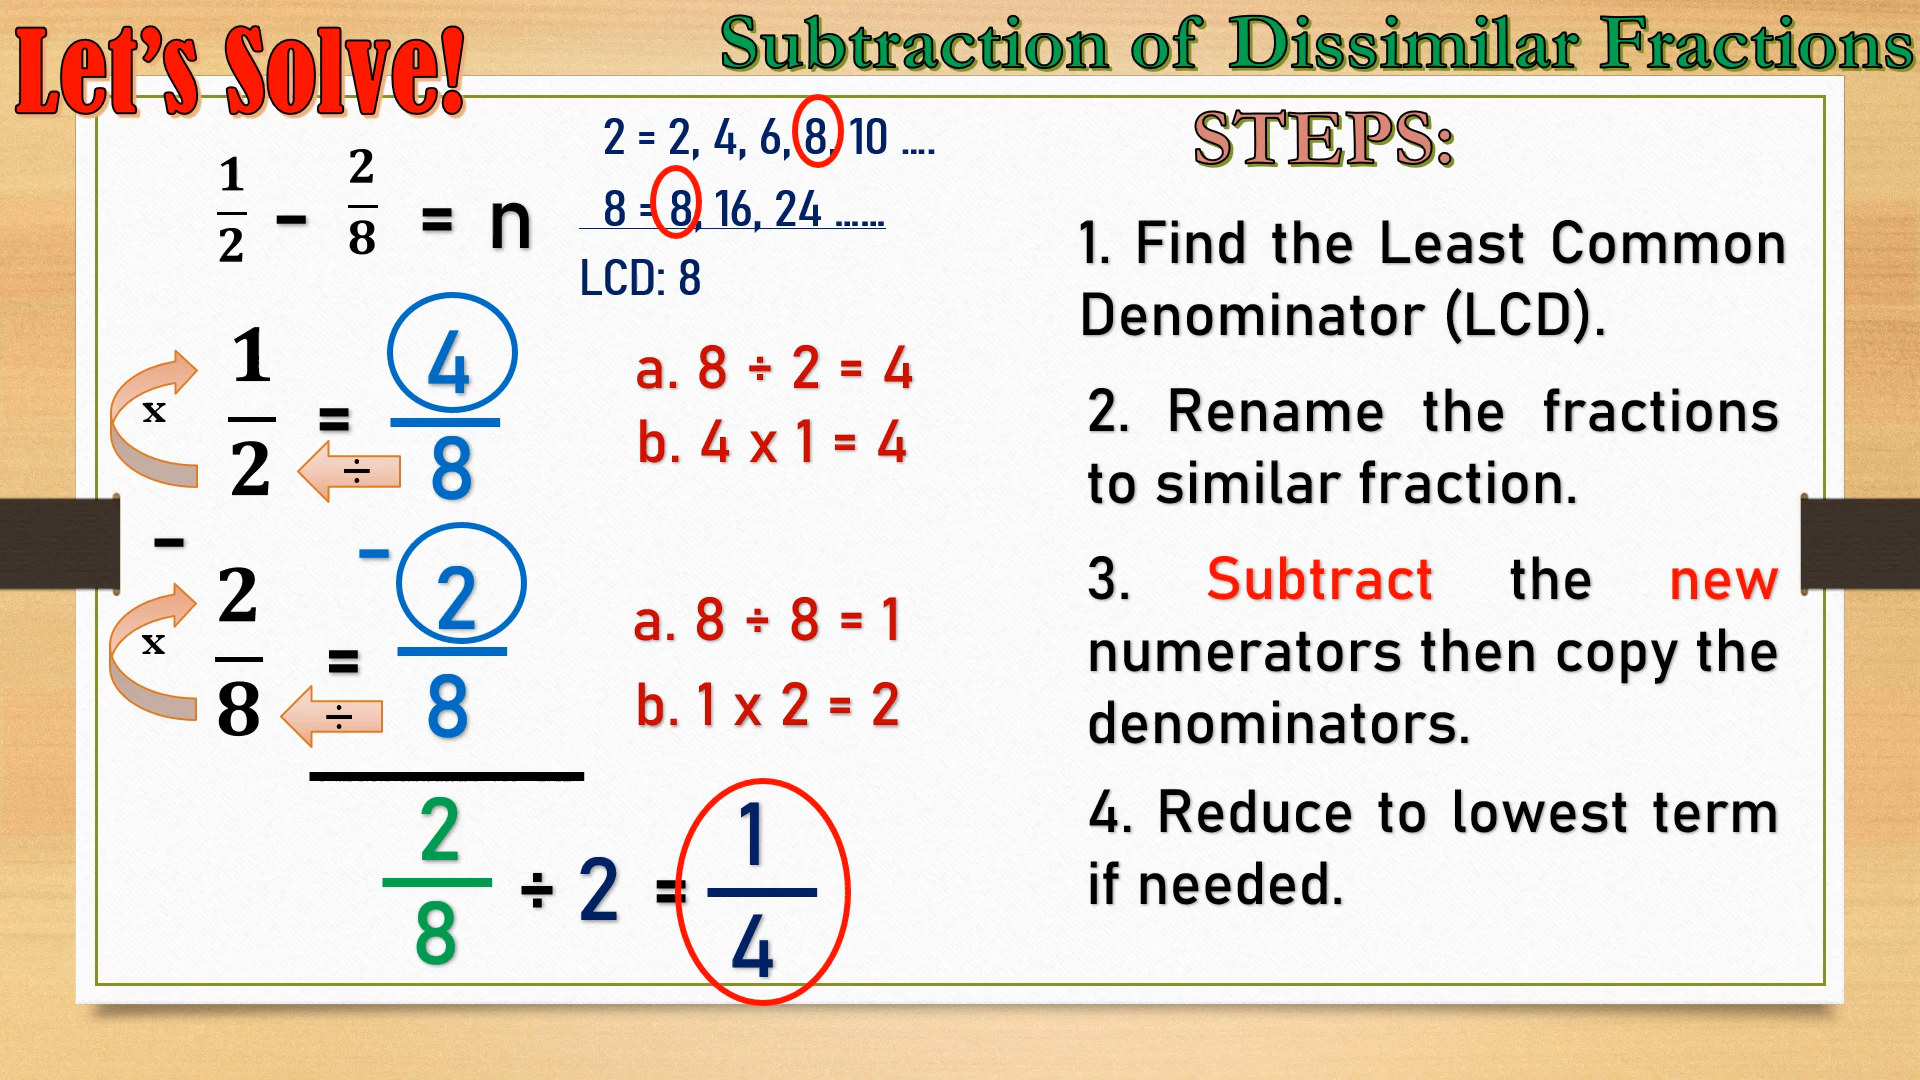 Let's Solve!
Subtraction of Dissimilar Fractions
1/2 - 2/8 = n
2 = 2, 4, 6, 8, 10 ....
8 = 8, 16, 24 ......
LCD: 8
x 1/2 = 4/8
÷
a. 8 ÷ 2 = 4
b. 4 x 1 = 4
- -
x 2/8 = 2/8
÷
a. 8 ÷ 8 = 1
b. 1 x 2 = 2
2/8 ÷ 2 = 1/4
STEPS:
1. Find the Least Common
Denominator (LCD).
2. Rename the fractions
to similar fraction.
3. Subtract the new
numerators then copy the
denominators.
4. Reduce to lowest term
if needed.